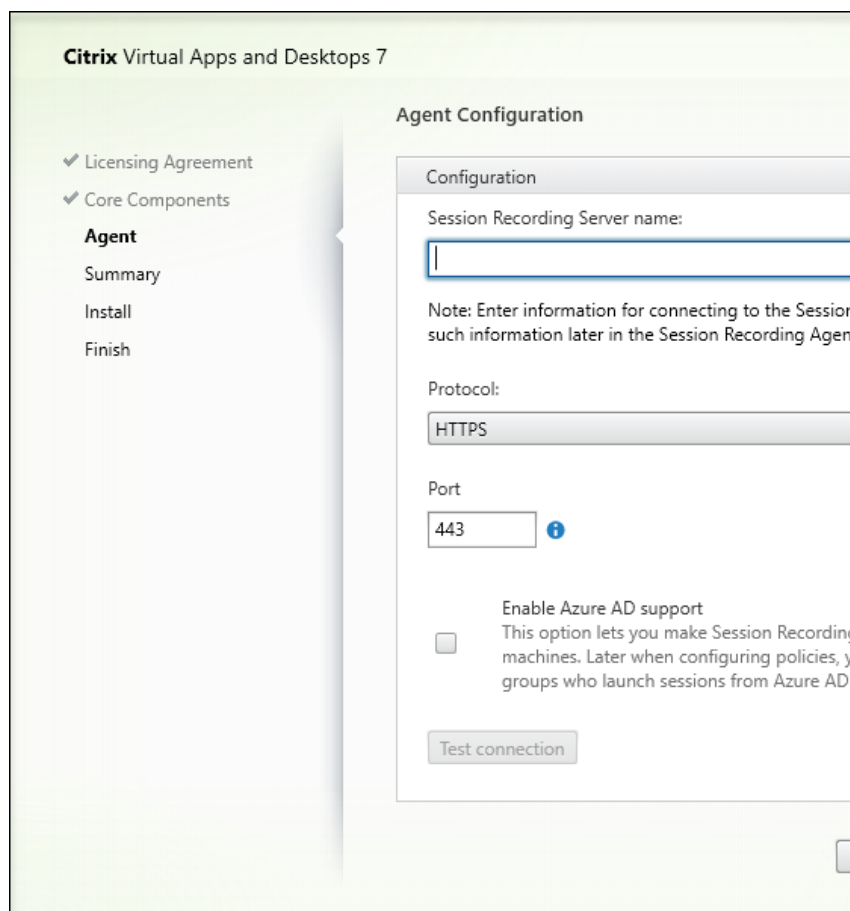 Citrix Virtual Apps and Desktops 7
Licensing Agreement
Core Components
Agent
Summary
Install
Finish
Agent Configuration
Configuration
Session Recording Server name:
Note: Enter information for connecting to the Session
such information later in the Session Recording Agen
Protocol:
HTTPS
Port
443
Enable Azure AD support
This option lets you make Session Recording
machines. Later when configuring policies, y
groups who launch sessions from Azure AD
Test connection